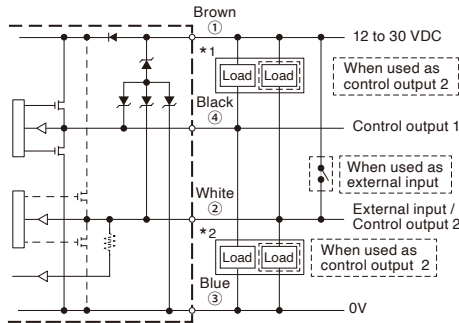 Brown
①
12 to 30 VDC
*1
Load
Load
When used as
control output 2
Black
④
Control output 1
When used as
external input
White
②
External input /
Control output 2
*2
Load
Load
When used as
control output 2
Blue
③
0V